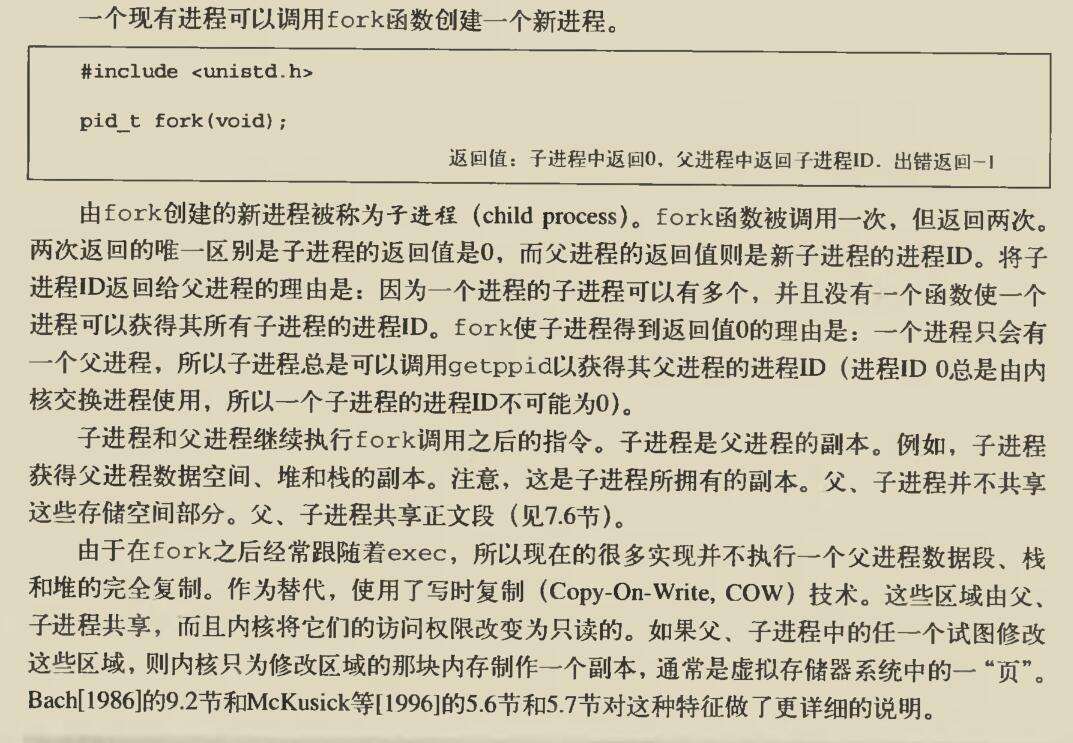 一个现有进程可以调用fork函数创建一个新进程。
#include <unistd.h>
pid_t fork(void);
返回值：子进程中返回0，父进程中返回子进程ID．出错返回-1
由fork创建的新进程被称为子进程（child process）。fork函数被调用一次，但返回两次。
两次返回的唯一区别是子进程的返回值是0，而父进程的返回值则是新子进程的进程ID。将子
进程ID返回给父进程的理由是：因为一个进程的子进程可以有多个，并且没有一个函数使一个
进程可以获得其所有子进程的进程ID。fork使子进程得到返回值0的理由是：一个进程只会有
一个父进程，所以子进程总是可以调用getppid以获得其父进程的进程ID（进程ID 0总是由内
核交换进程使用，所以一个子进程的进程ID不可能为0）。
子进程和父进程继续执行fork调用之后的指令。子进程是父进程的副本。例如，子进程
获得父进程数据空间、堆和栈的副本。注意，这是子进程所拥有的副本。父、子进程并不共享
这些存储空间部分。父、子进程共享正文段（见7.6节）。
由于在fork之后经常跟随着exec，所以现在的很多实现并不执行一个父进程数据段、栈
和堆的完全复制。作为替代，使用了写时复制（Copy-On-Write, COW）技术。这些区域由父、
子进程共享，而且内核将它们的访问权限改变为只读的。如果父、子进程中的任一个试图修改
这些区域，则内核只为修改区域的那块内存制作一个副本，通常是虚拟存储器系统中的一“页”。
Bach[1986]的9.2节和McKusick等[1996]的5.6节和5.7节对这种特征做了更详细的说明。